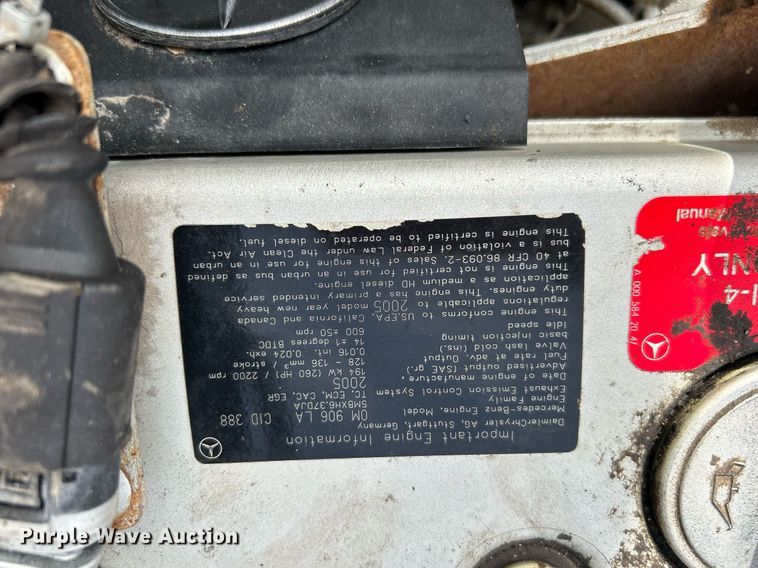 Important Engine Information
DaimlerChrysler AG, Stuttgart, Germany
Mercedes-Benz, Engine, Model OM 906 LA C1D 388
Engine Family 5MBXH6.37DJA
Exhaust Emission Control System TC, ECM, CAC, EGR
Date of engine manufacture 2005
Advertised Output (SAE gr.) 194 kW (260 HP) / 2200 rpm
Fuel rate at adv. Output 128 - 136 mm³ / stroke
Valve lash cold (ins.) 0,016 int. 0,024 exh.
basic injection timing 14 ±1 degrees BTDC
Idle speed 600 ±50 rpm
This engine conforms to US.EPA, California and Canada
regulations applicable to 2005 new model year heavy
duty engines. This engine has a primary intended service
application as a medium HD diesel engine.
This engine is not certified for use in an urban bus as defined
at 40 CFR 86.093-2. Sales of this engine for use in an urban
bus is a violation of Federal Law under the Clean Air Act.
This engine is certified to be operated on diesel fuel.
I-4
ONLY
Manual
A 000 584 20 47
Purple Wave Auction